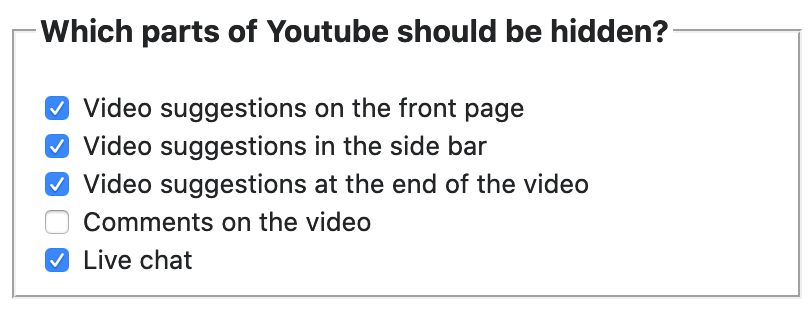 Which parts of Youtube should be hidden?
Video suggestions on the front page
Video suggestions in the side bar
Video suggestions at the end of the video
Comments on the video
Live chat